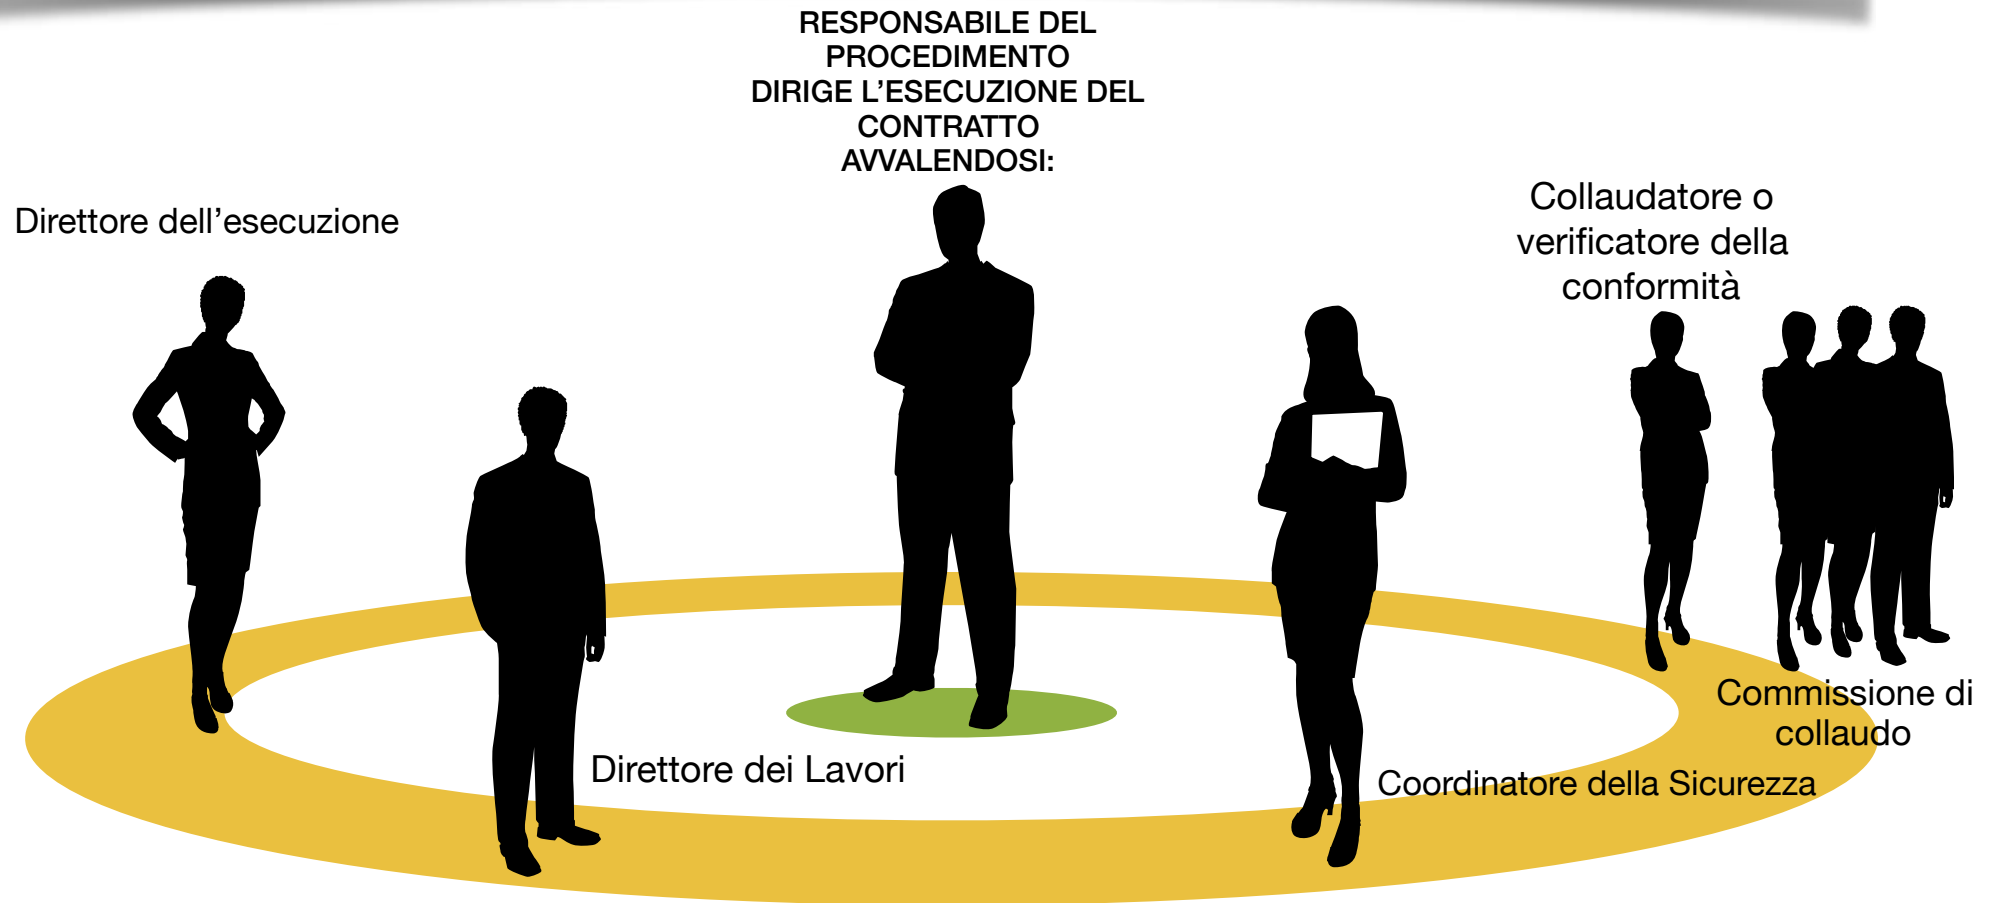 RESPONSABILE DEL
PROCEDIMENTO
DIRIGE L’ESECUZIONE DEL
CONTRATTO
AVVALENDOSI:
Direttore dell’esecuzione
Collaudatore o
verificatore della
conformità
Commissione di
collaudo
Direttore dei Lavori
Coordinatore della Sicurezza